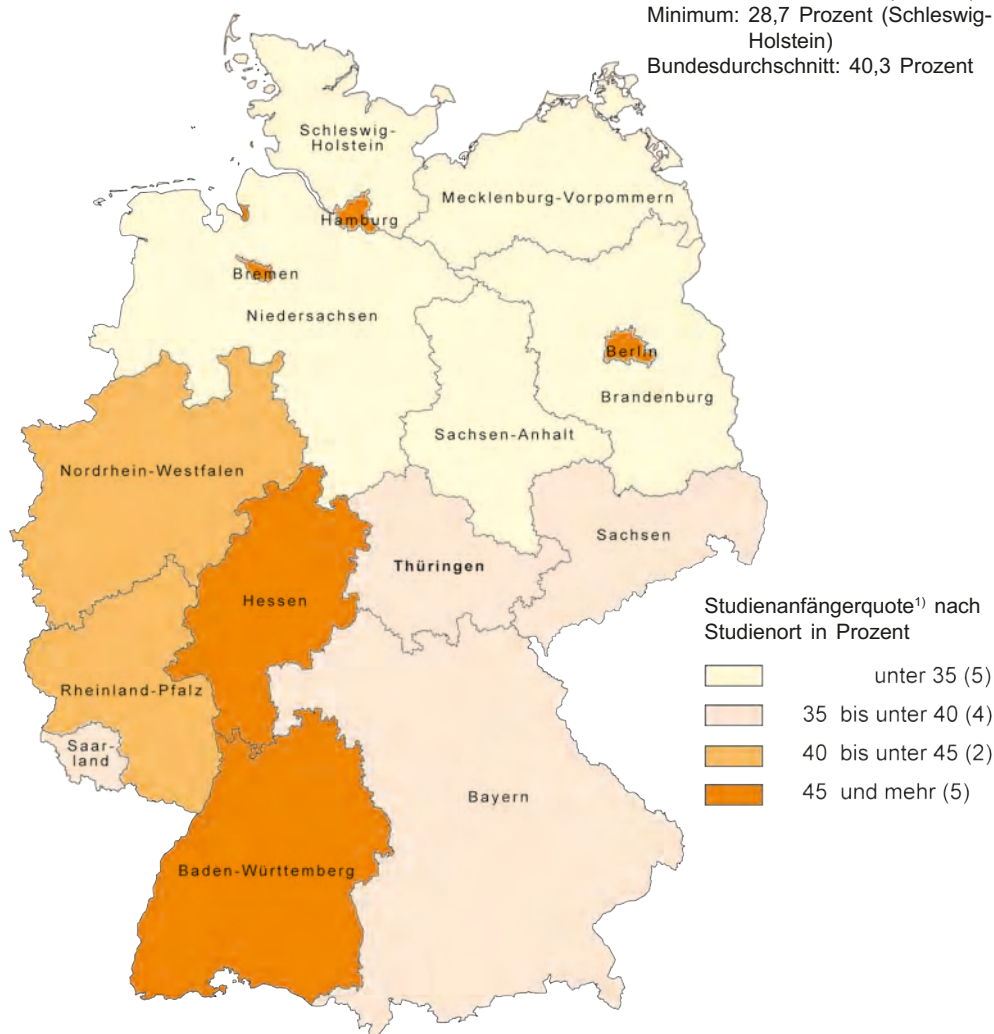 Minimum: 28,7 Prozent (Schleswig-
Holstein)
Bundesdurchschnitt: 40,3 Prozent
Schleswig-
Holstein
Mecklenburg-Vorpommern
Hamburg
Bremen
Niedersachsen
Berlin
Brandenburg
Sachsen-Anhalt
Nordrhein-Westfalen
Sachsen
Thüringen
Hessen
Rheinland-Pfalz
Saar-
land
Bayern
Baden-Württemberg
Studienanfängerquote¹⁾ nach
Studienort in Prozent
unter 35 (5)
35 bis unter 40 (4)
40 bis unter 45 (2)
45 und mehr (5)